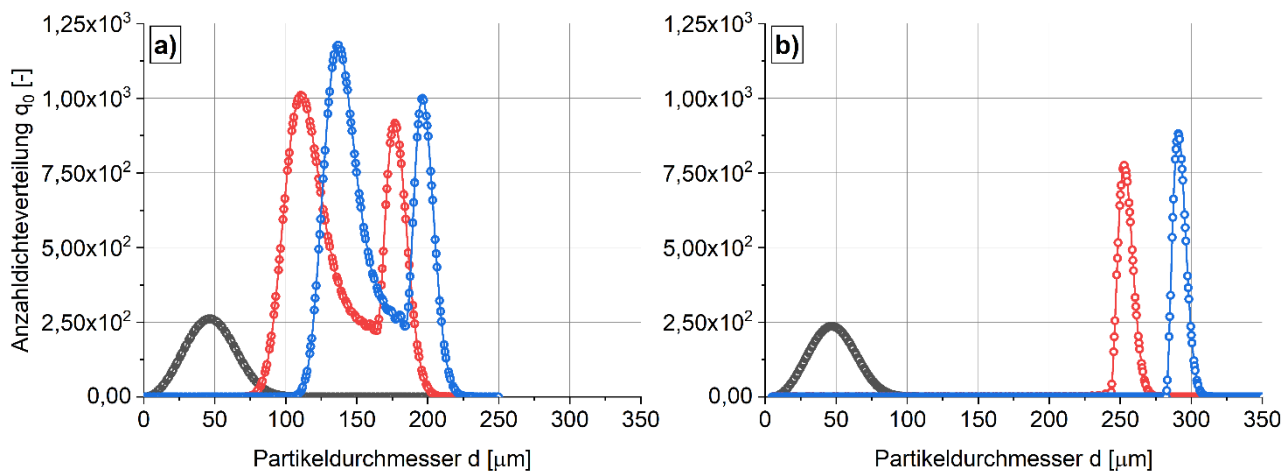 Anzahldichteverteilung q₀ [-]
1,25x10³
1,00x10³
7,50x10²
5,00x10²
2,50x10²
0,00
a)
0 50 100 150 200 250 300 350
Partikeldurchmesser d [μm]
1,25x10³
1,00x10³
7,50x10²
5,00x10²
2,50x10²
0,00
b)
0 50 100 150 200 250 300 350
Partikeldurchmesser d [μm]